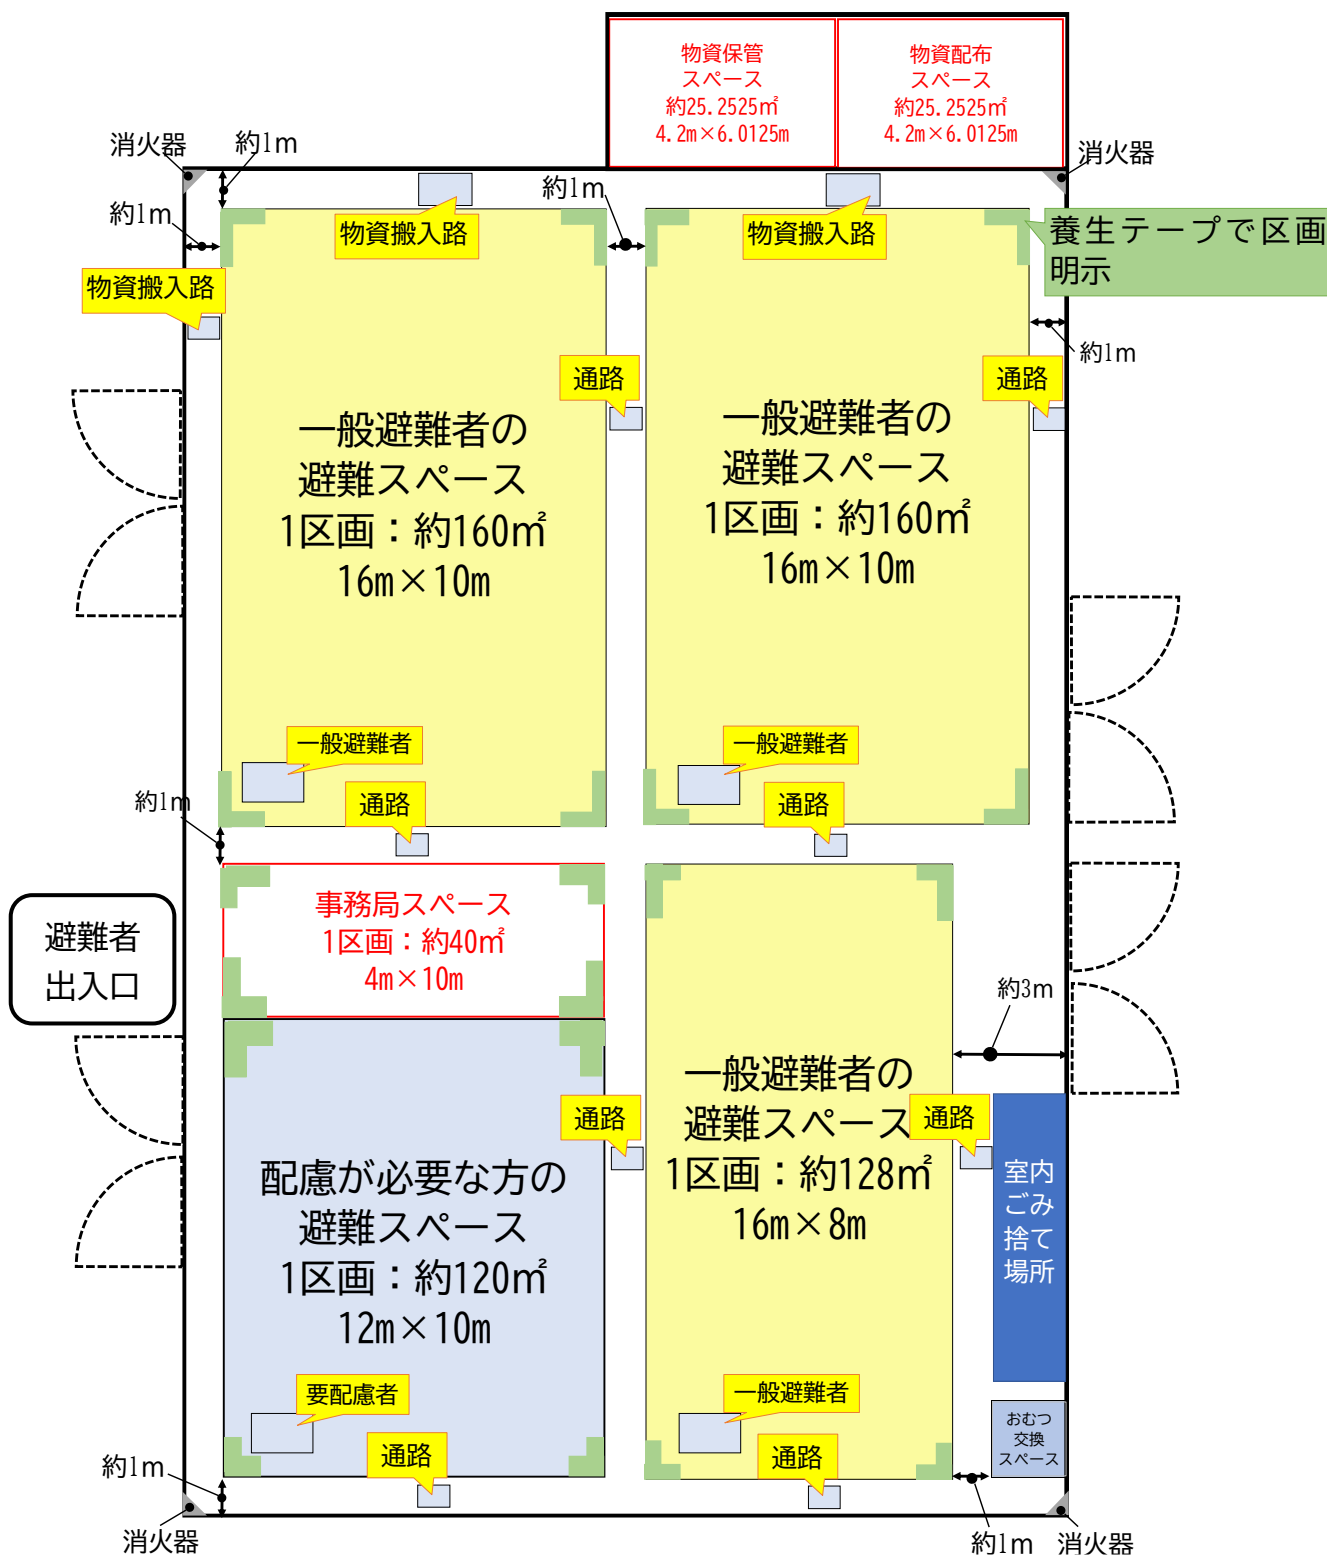 物資保管
スペース
約25.2525㎡
4.2m×6.0125m
物資配布
スペース
約25.2525㎡
4.2m×6.0125m
消火器
約1m
消火器
約1m
約1m
物資搬入路
物資搬入路
養生テープで区画
明示
物資搬入路
約1m
通路
通路
一般避難者の
避難スペース
1区画：約160㎡
16m×10m
一般避難者の
避難スペース
1区画：約160㎡
16m×10m
一般避難者
一般避難者
約1m
通路
通路
避難者
出入口
事務局スペース
1区画：約40㎡
4m×10m
約3m
一般避難者の
避難スペース
1区画：約128㎡
16m×8m
通路
通路
配慮が必要な方の
避難スペース
1区画：約120㎡
12m×10m
室内
ごみ
捨て
場所
要配慮者
一般避難者
おむつ
交換
スペース
約1m
通路
通路
消火器
約1m
消火器